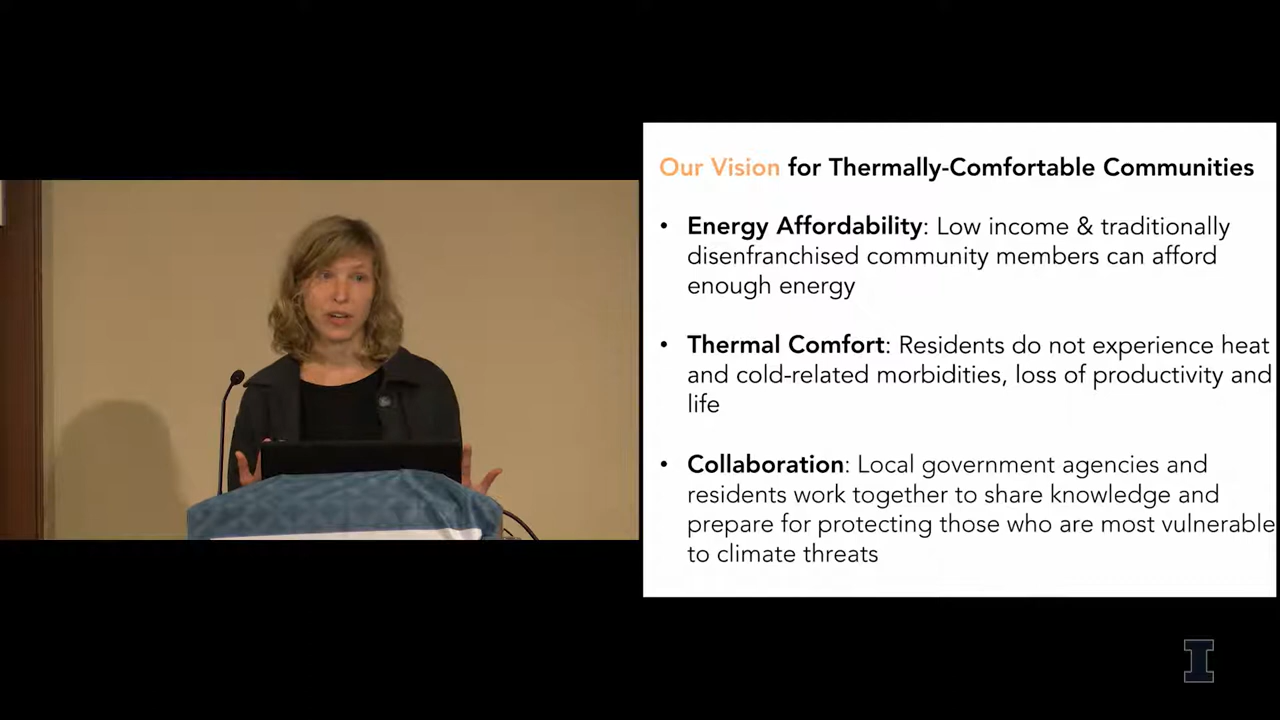 Our Vision for Thermally-Comfortable Communities
• Energy Affordability: Low income & traditionally
disenfranchised community members can afford
enough energy
• Thermal Comfort: Residents do not experience heat
and cold-related morbidities, loss of productivity and
life
• Collaboration: Local government agencies and
residents work together to share knowledge and
prepare for protecting those who are most vulnerable
to climate threats
I